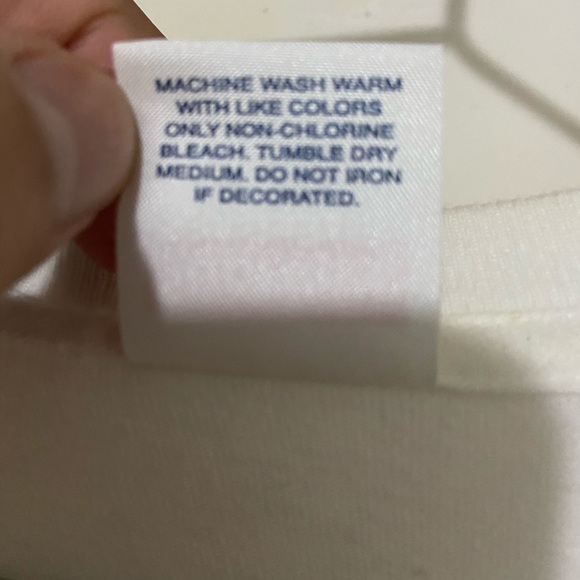 MACHINE WASH WARM
WITH LIKE COLORS
ONLY NON-CHLORINE
BLEACH. TUMBLE DRY
MEDIUM. DO NOT IRON
IF DECORATED.